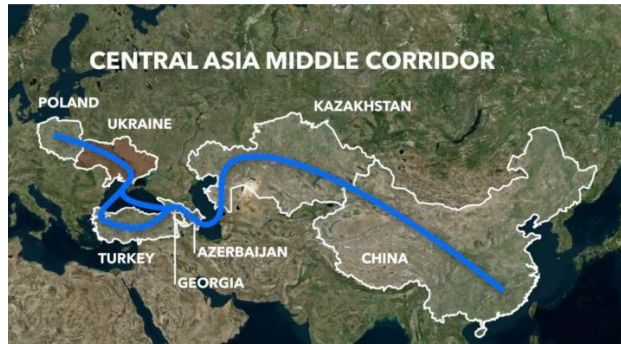 CENTRAL ASIA MIDDLE CORRIDOR
POLAND
UKRAINE
KAZAKHSTAN
TURKEY
AZERBAIJAN
GEORGIA
CHINA